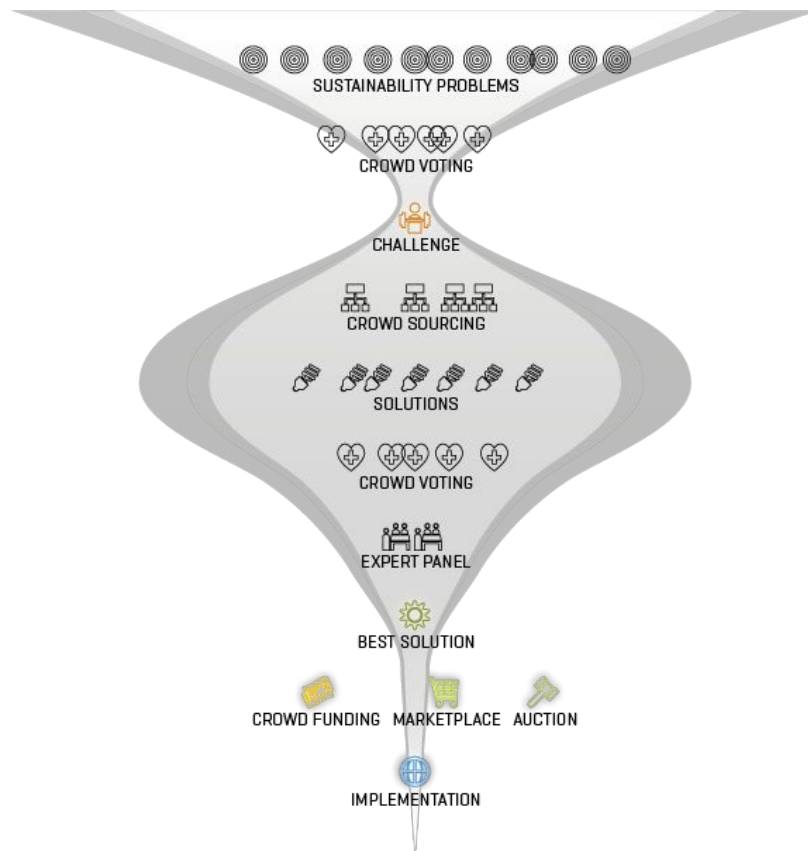 SUSTAINABILITY PROBLEMS
CROWD VOTING
CHALLENGE
CROWD SOURCING
SOLUTIONS
CROWD VOTING
EXPERT PANEL
BEST SOLUTION
CROWD FUNDING MARKETPLACE AUCTION
IMPLEMENTATION